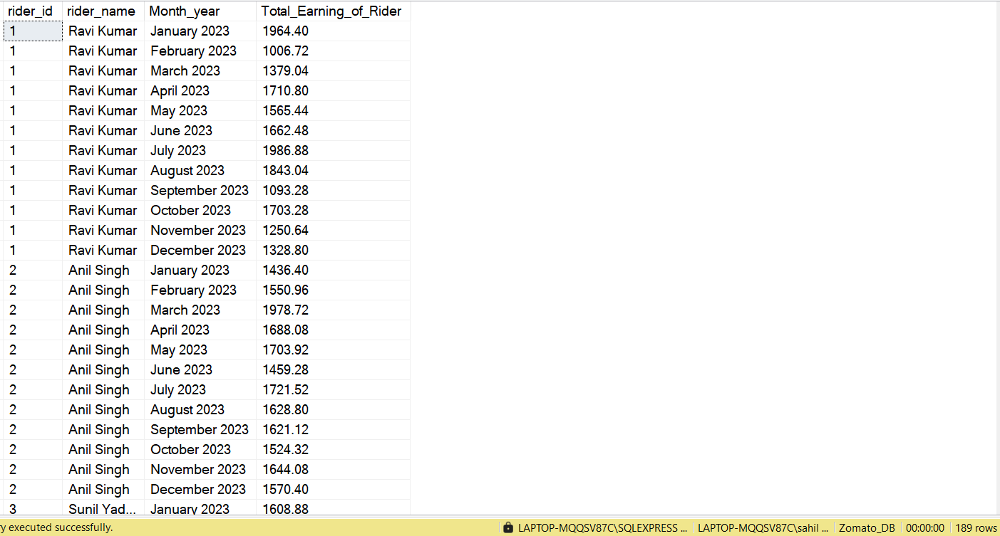 rider_id rider_name Month_year Total_Earning_of_Rider
1 Ravi Kumar January 2023 1964.40
1 Ravi Kumar February 2023 1006.72
1 Ravi Kumar March 2023 1379.04
1 Ravi Kumar April 2023 1710.80
1 Ravi Kumar May 2023 1565.44
1 Ravi Kumar June 2023 1662.48
1 Ravi Kumar July 2023 1986.88
1 Ravi Kumar August 2023 1843.04
1 Ravi Kumar September 2023 1093.28
1 Ravi Kumar October 2023 1703.28
1 Ravi Kumar November 2023 1250.64
1 Ravi Kumar December 2023 1328.80
2 Anil Singh January 2023 1436.40
2 Anil Singh February 2023 1550.96
2 Anil Singh March 2023 1978.72
2 Anil Singh April 2023 1688.08
2 Anil Singh May 2023 1703.92
2 Anil Singh June 2023 1459.28
2 Anil Singh July 2023 1721.52
2 Anil Singh August 2023 1628.80
2 Anil Singh September 2023 1621.12
2 Anil Singh October 2023 1524.32
2 Anil Singh November 2023 1644.08
2 Anil Singh December 2023 1570.40
3 Sunil Yad... January 2023 1608.88
y executed successfully. LAPTOP-MQQSV87C\SQLEXPRESS ... LAPTOP-MQQSV87C\sahil ... Zomato_DB 00:00:00 189 rows